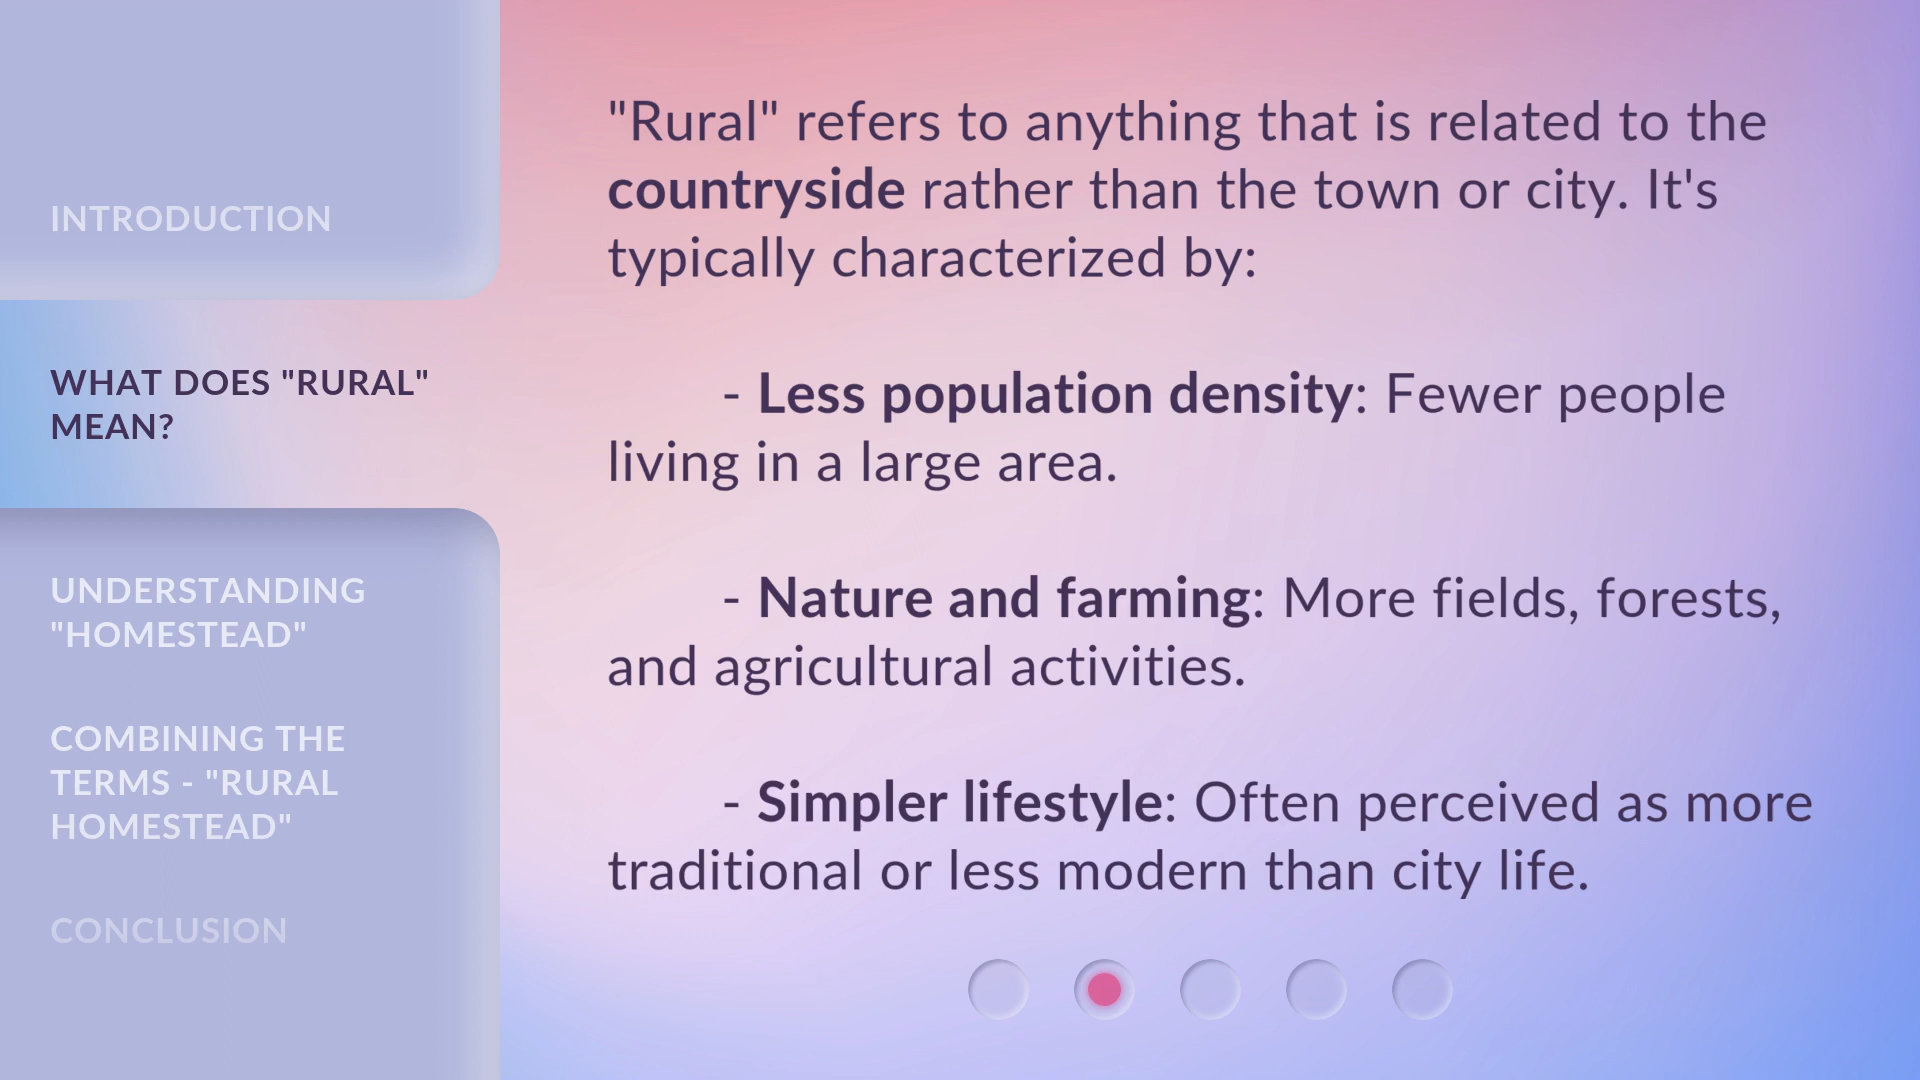 INTRODUCTION
WHAT DOES "RURAL"
MEAN?
UNDERSTANDING
"HOMESTEAD"
COMBINING THE
TERMS - "RURAL
HOMESTEAD"
CONCLUSION
"Rural" refers to anything that is related to the
countryside rather than the town or city. It's
typically characterized by:
- Less population density: Fewer people
living in a large area.
- Nature and farming: More fields, forests,
and agricultural activities.
- Simpler lifestyle: Often perceived as more
traditional or less modern than city life.